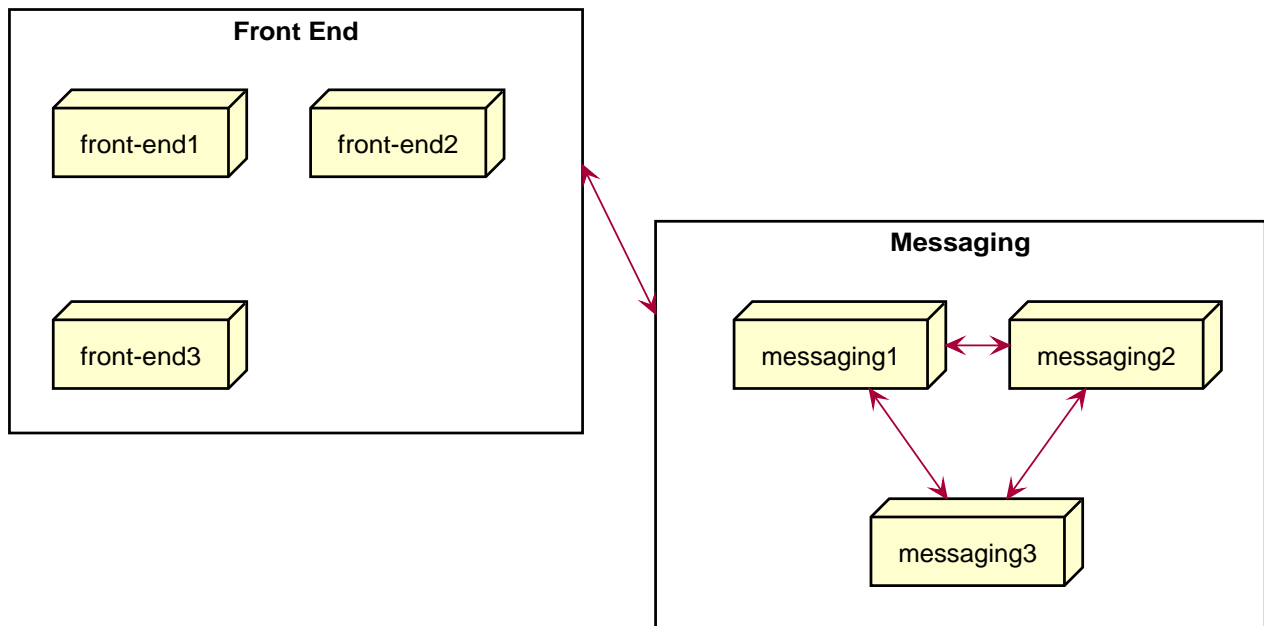 Front End
front-end1
front-end2
front-end3
Messaging
messaging1
messaging2
messaging3